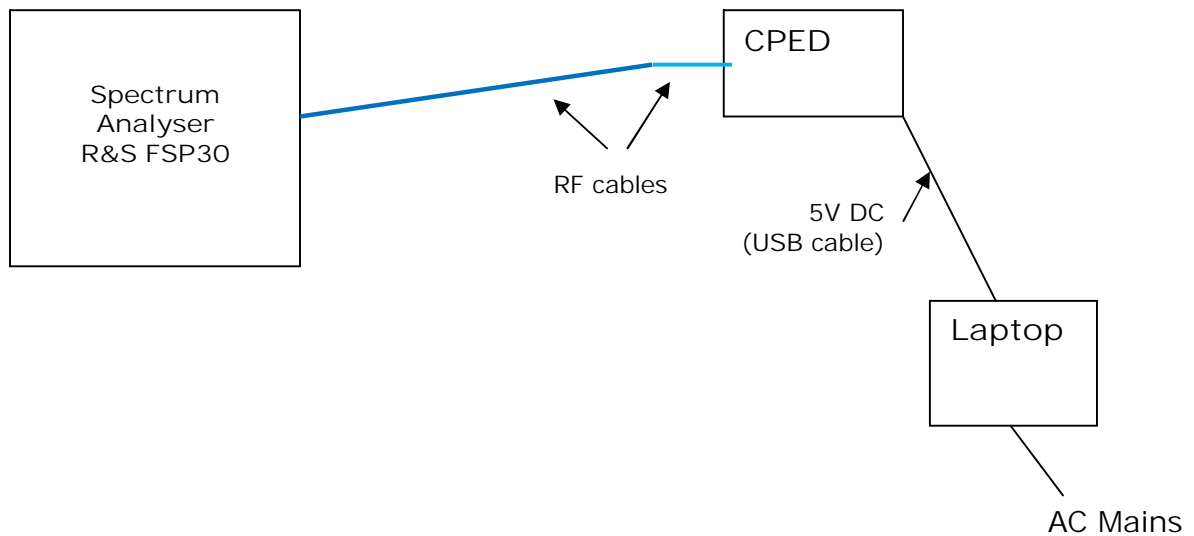 Spectrum
Analyser
R&S FSP30
CPED
RF cables
5V DC
(USB cable)
Laptop
AC Mains